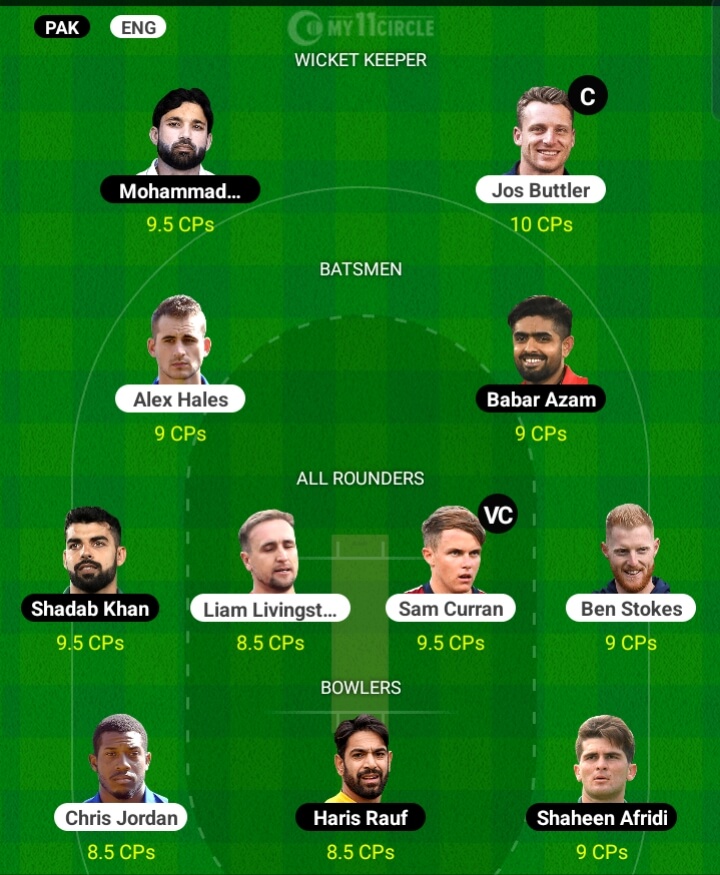 PAK ENG
MY11CIRCLE
WICKET KEEPER
C
Mohammad... Jos Buttler
9.5 CPs 10 CPs
BATSMEN
Alex Hales Babar Azam
9 CPs 9 CPs
ALL ROUNDERS
VC
Shadab Khan Liam Livingst... Sam Curran Ben Stokes
9.5 CPs 8.5 CPs 9.5 CPs 9 CPs
BOWLERS
Chris Jordan Haris Rauf Shaheen Afridi
8.5 CPs 8.5 CPs 9 CPs